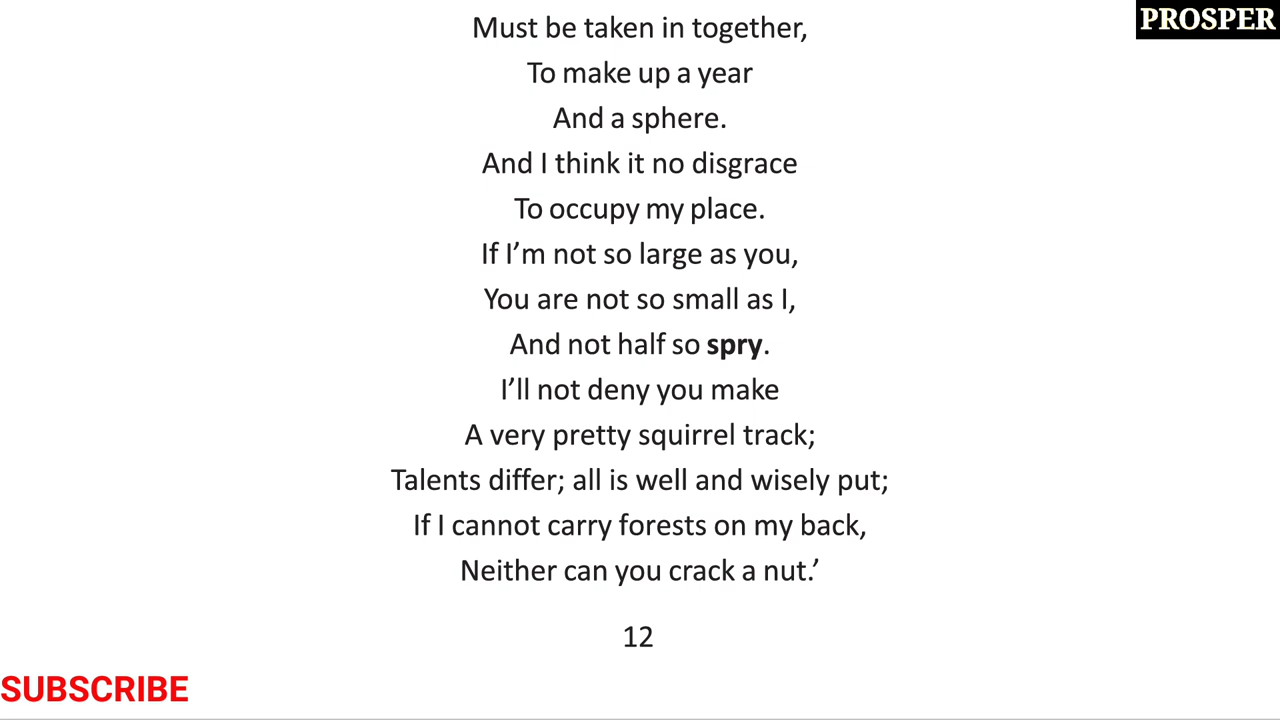 PROSPER
Must be taken in together,
To make up a year
And a sphere.
And I think it no disgrace
To occupy my place.
If I’m not so large as you,
You are not so small as I,
And not half so spry.
I’ll not deny you make
A very pretty squirrel track;
Talents differ; all is well and wisely put;
If I cannot carry forests on my back,
Neither can you crack a nut.’
12
SUBSCRIBE